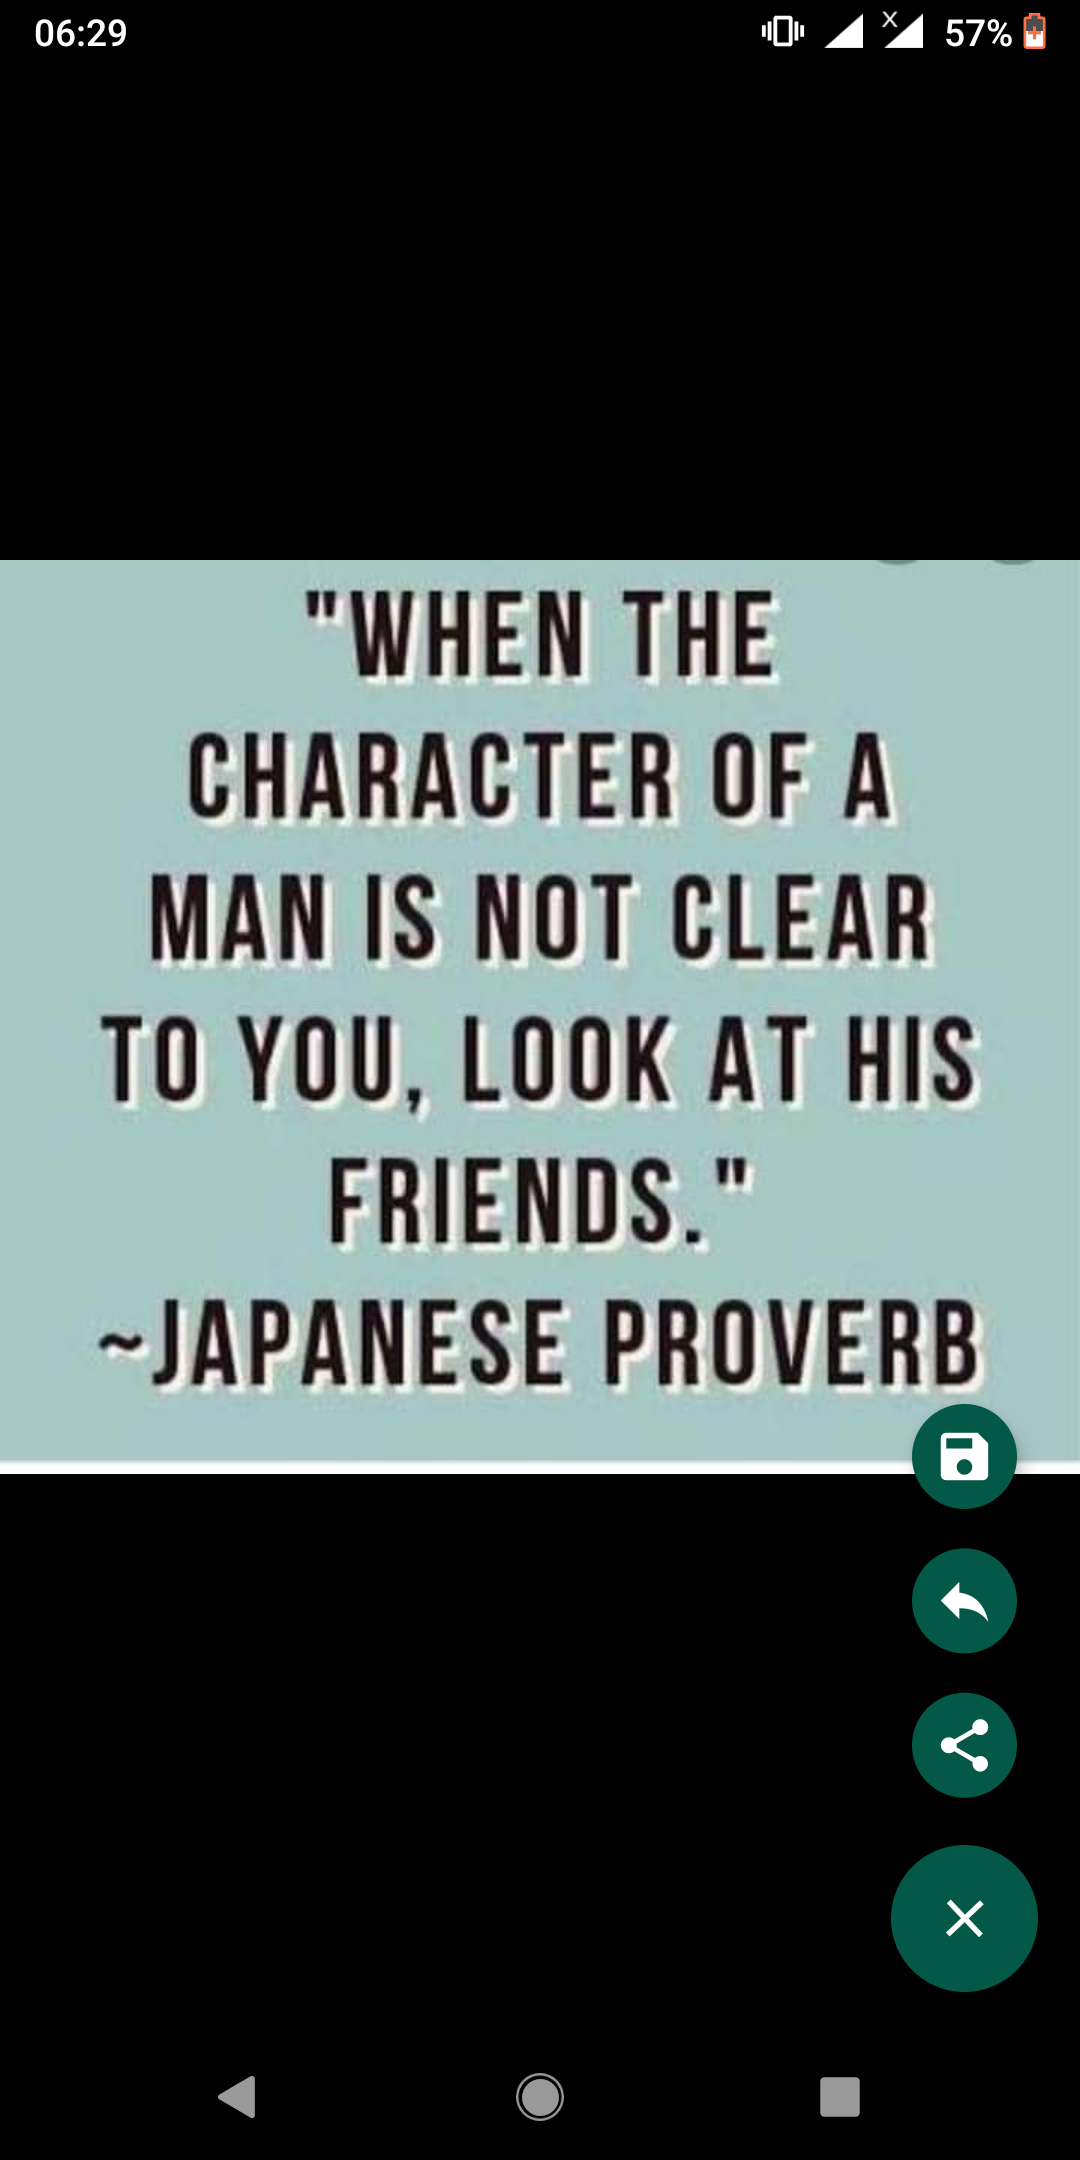 06:29 57%
"WHEN THE
CHARACTER OF A
MAN IS NOT CLEAR
TO YOU, LOOK AT HIS
FRIENDS."
~JAPANESE PROVERB